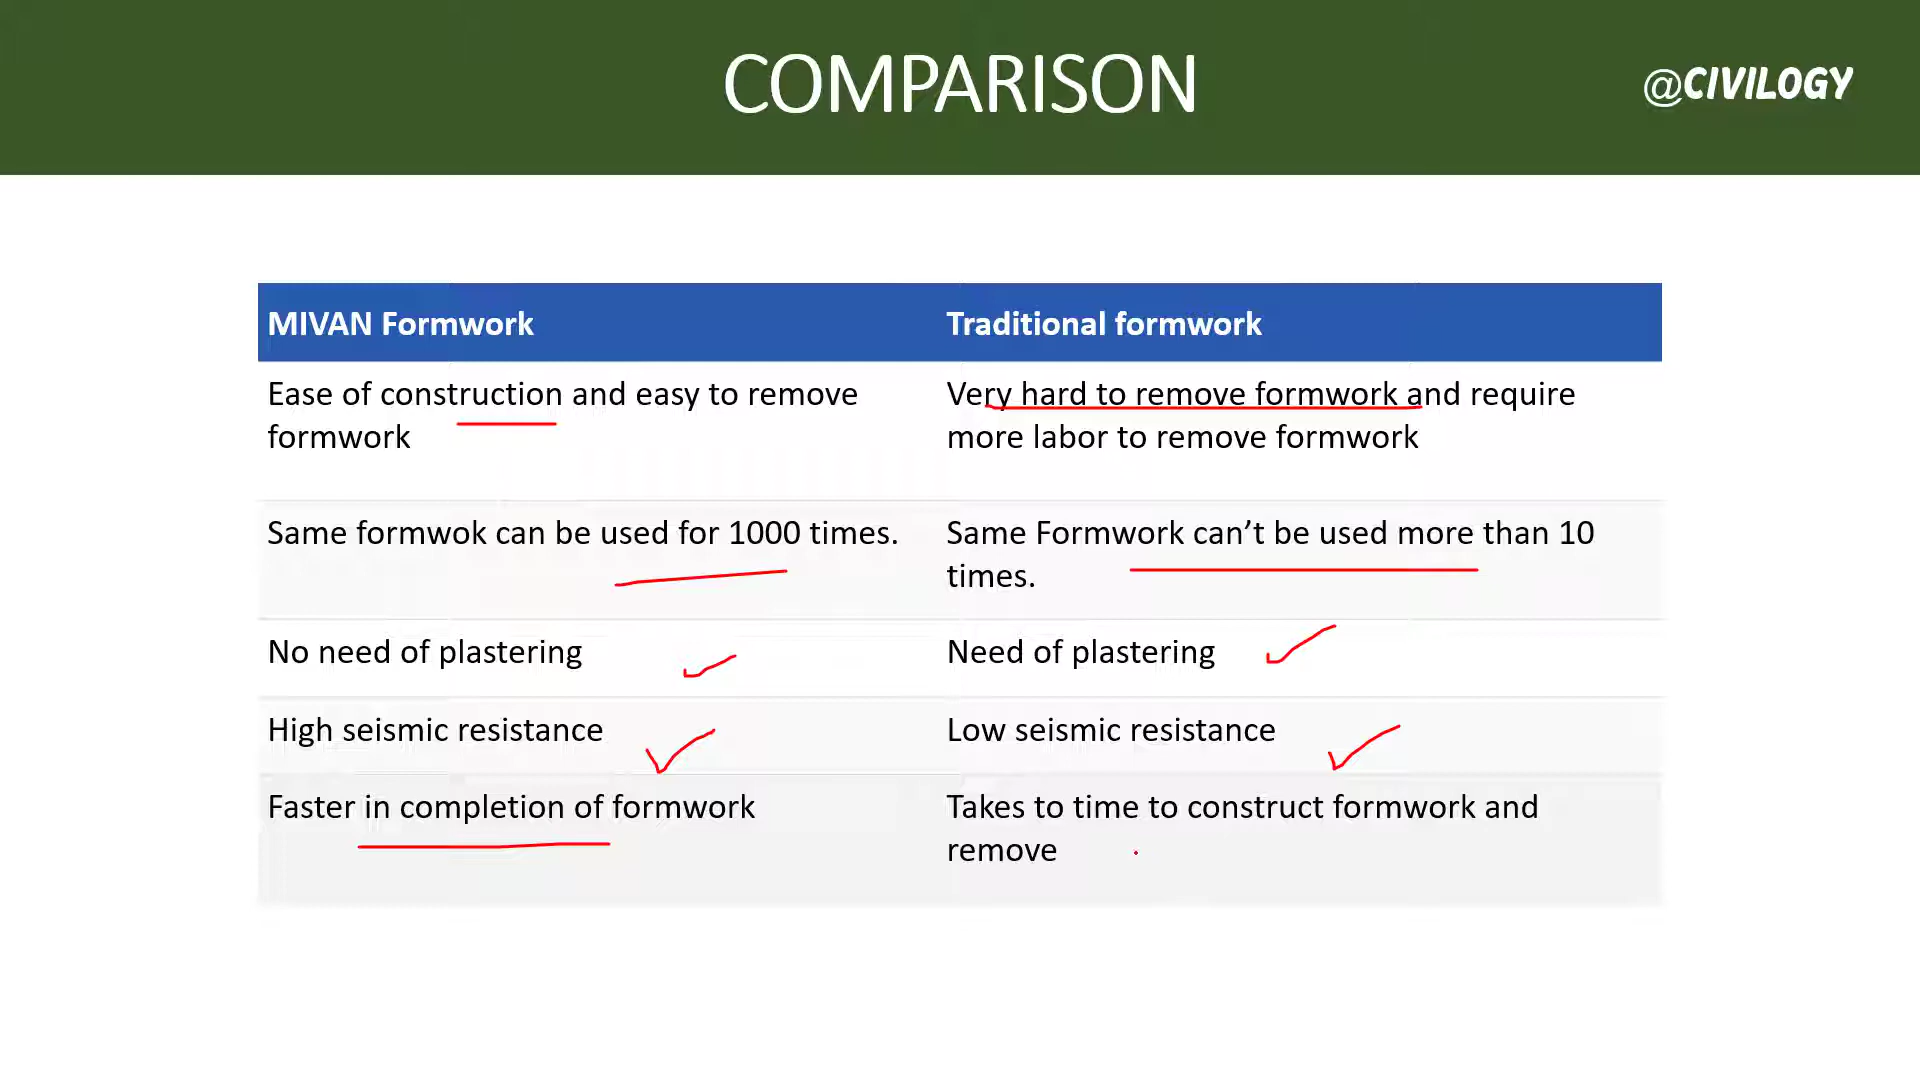 COMPARISON
@CIVILOGY
MIVAN Formwork
Traditional formwork
Ease of construction and easy to remove
formwork
Very hard to remove formwork and require
more labor to remove formwork
Same formwok can be used for 1000 times.
Same Formwork can’t be used more than 10
times.
No need of plastering
Need of plastering
High seismic resistance
Low seismic resistance
Faster in completion of formwork
Takes to time to construct formwork and
remove